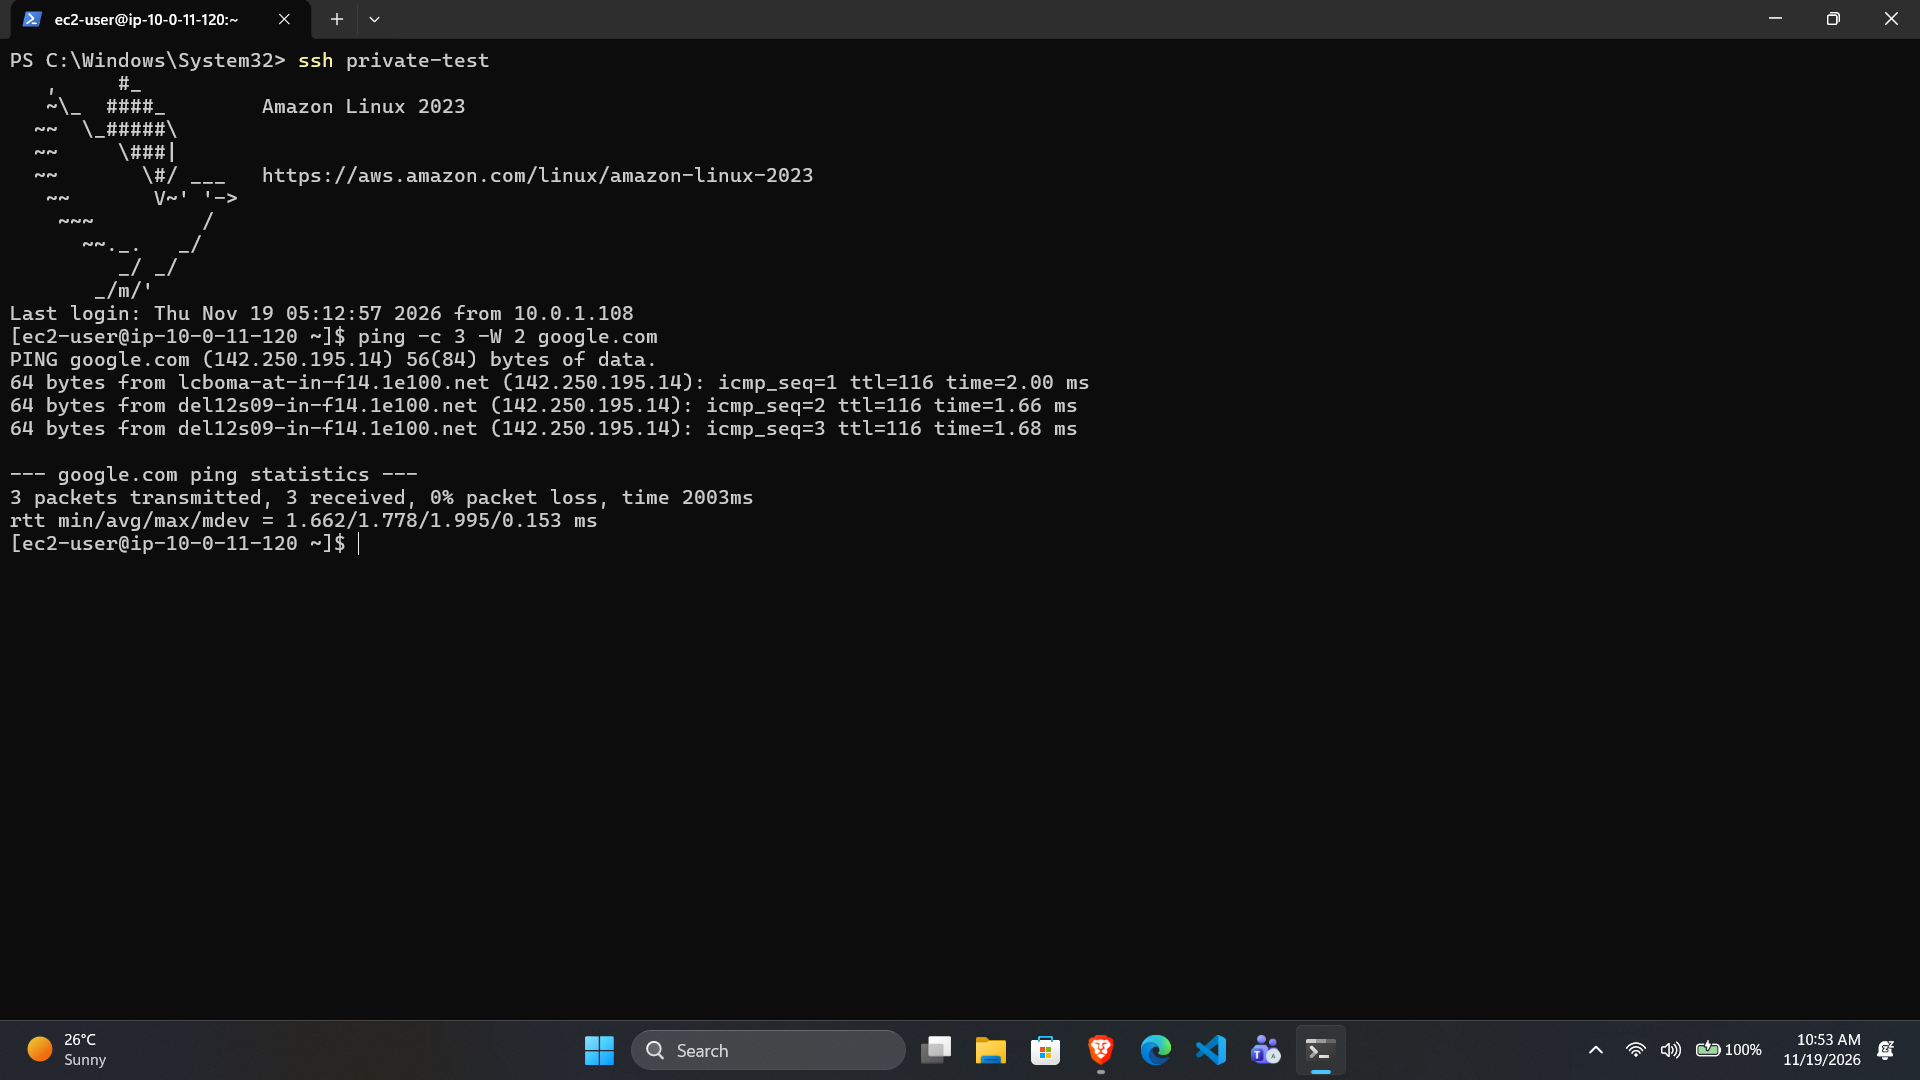 ec2-user@ip-10-0-11-120:~
PS C:\Windows\System32> ssh private-test
   ,     #_
   ~\_  ####_        Amazon Linux 2023
  ~~  \_#####\
  ~~     \###|
  ~~       \#/ ___   https://aws.amazon.com/linux/amazon-linux-2023
   ~~       V~' '->
    ~~~         /
      ~~._.   _/
         _/ _/
       _/m/'
Last login: Thu Nov 19 05:12:57 2026 from 10.0.1.108
[ec2-user@ip-10-0-11-120 ~]$ ping -c 3 -W 2 google.com
PING google.com (142.250.195.14) 56(84) bytes of data.
64 bytes from lcboma-at-in-f14.1e100.net (142.250.195.14): icmp_seq=1 ttl=116 time=2.00 ms
64 bytes from del12s09-in-f14.1e100.net (142.250.195.14): icmp_seq=2 ttl=116 time=1.66 ms
64 bytes from del12s09-in-f14.1e100.net (142.250.195.14): icmp_seq=3 ttl=116 time=1.68 ms

--- google.com ping statistics ---
3 packets transmitted, 3 received, 0% packet loss, time 2003ms
rtt min/avg/max/mdev = 1.662/1.778/1.995/0.153 ms
[ec2-user@ip-10-0-11-120 ~]$
26°C
Sunny
Search
100%
10:53 AM
11/19/2026